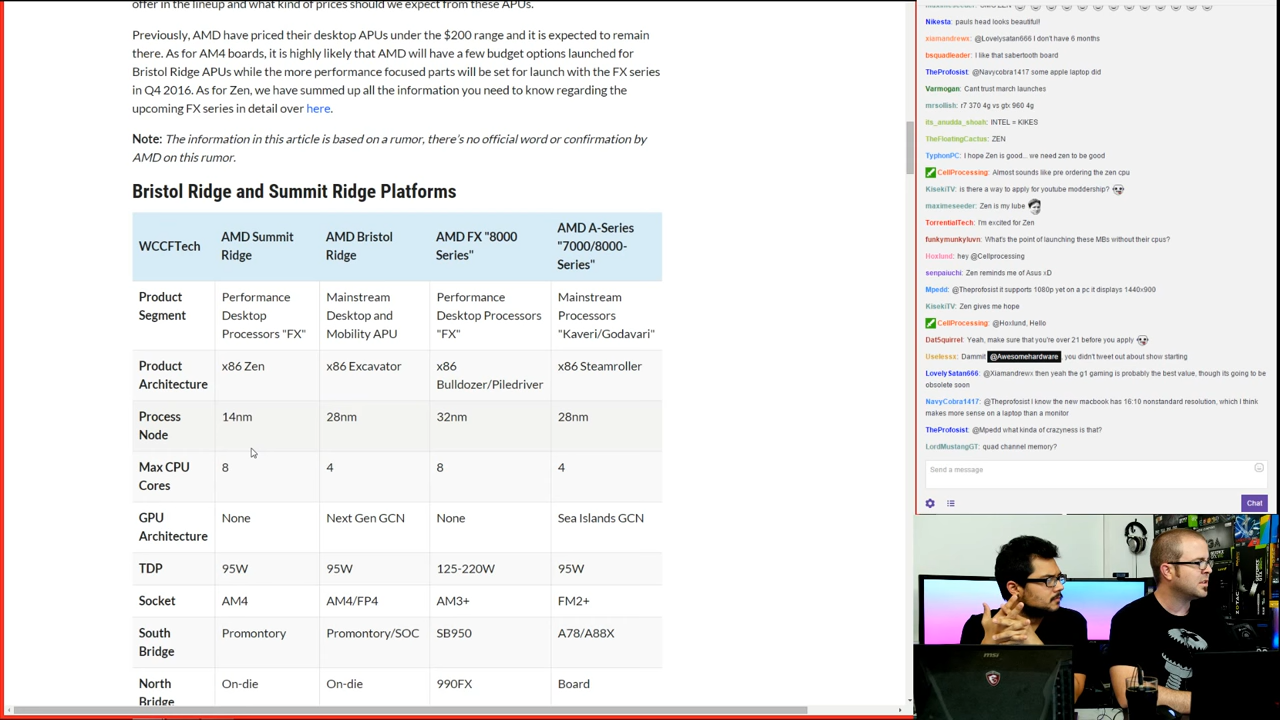 offer in the lineup and what kind of prices should we expect from these APUs.
Previously, AMD have priced their desktop APUs under the $200 range and it is expected to remain
there. As for AM4 boards, it is highly likely that AMD will have a few budget options launched for
Bristol Ridge APUs while the more performance focused parts will be set for launch with the FX series
in Q4 2016. As for Zen, we have summed up all the information you need to know regarding the
upcoming FX series in detail over here.
Note: The information in this article is based on a rumor, there's no official word or confirmation by
AMD on this rumor.
Bristol Ridge and Summit Ridge Platforms
WCCFTech
AMD Summit
Ridge
AMD Bristol
Ridge
AMD FX "8000
Series"
AMD A-Series
"7000/8000-
Series"
Product
Segment
Performance
Desktop
Processors "FX"
Mainstream
Desktop and
Mobility APU
Performance
Desktop Processors
"FX"
Mainstream
Processors
"Kaveri/Godavari"
Product
Architecture
x86 Zen
x86 Excavator
x86
Bulldozer/Piledriver
x86 Steamroller
Process
Node
14nm
28nm
32nm
28nm
Max CPU
Cores
8
4
8
4
GPU
Architecture
None
Next Gen GCN
None
Sea Islands GCN
TDP
95W
95W
125-220W
95W
Socket
AM4
AM4/FP4
AM3+
FM2+
South
Bridge
Promontory
Promontory/SOC
SB950
A78/A88X
North
Bridge
On-die
On-die
990FX
Board
Nikesta: pauls head looks beautiful!
xiamandrewx: @Lovelysatan666 I don't have 6 months
bsquadleader: I like that sabertooth board
TheProfosist: @Navycobra1417 some apple laptop did
Varmogan: Cant trust march launches
mrsollish: r7 370 4g vs gtx 960 4g
its_anudda_shoah: INTEL = KIKES
TheFloatingCactus: ZEN
TyphonPC: I hope Zen is good... we need zen to be good
CellProcessing: Almost sounds like pre ordering the zen cpu
KisekiTV: is there a way to apply for youtube moddership?
maximeseeder: Zen is my lube
TorrentialTech: I'm excited for Zen
funkymunkyluvn: What's the point of launching these MBs without their cpus?
Hoxlund: hey @Cellprocessing
senpaiuchi: Zen reminds me of Asus xD
Mpedd: @Theprofosist it supports 1080p yet on a pc it displays 1440x900
KisekiTV: Zen gives me hope
CellProcessing: @Hoxlund, Hello
DatSquirrel: Yeah, make sure that you're over 21 before you apply
Uselessx: Dammit @Awesomehardware you didn't tweet out about show starting
LovelySatan666: @Xiamandrewx then yeah the g1 gaming is probably the best value, though its going to be
obsolete soon
NavyCobra1417: @Theprofosist I know the new macbook has 16:10 nonstandard resolution, which I think
makes more sense on a laptop than a monitor
TheProfosist: @Mpedd what kinda of crazyness is that?
LordMustangGT: quad channel memory?
Send a message
Chat
msi
ZOTAC